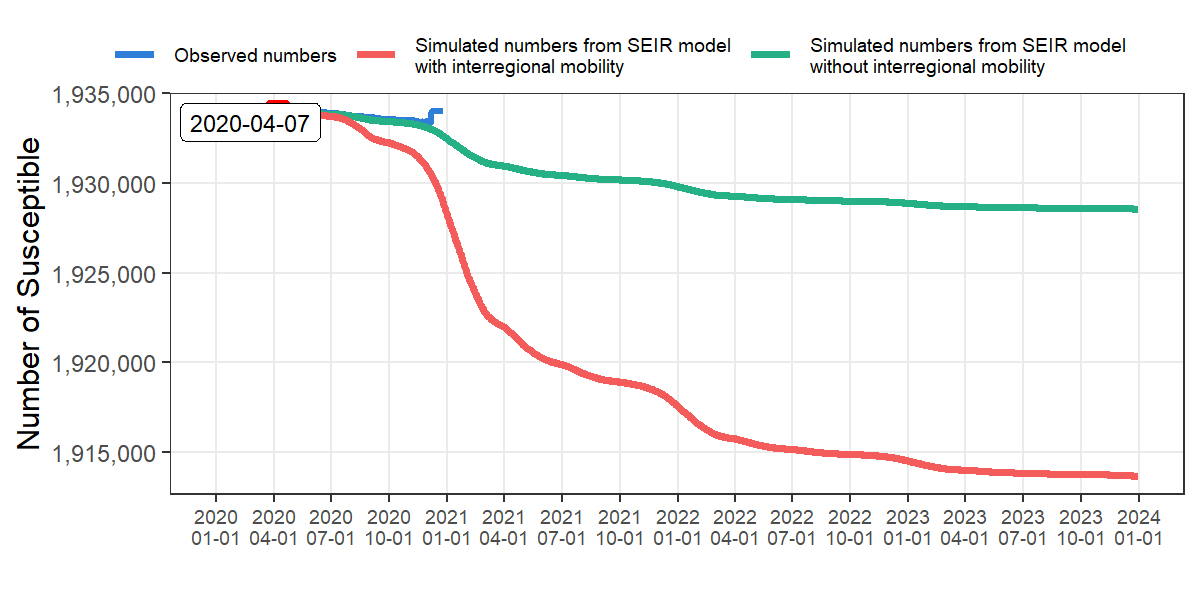 Observed numbers
Simulated numbers from SEIR model
with interregional mobility
Simulated numbers from SEIR model
without interregional mobility
Number of Susceptible
1,935,000
1,930,000
1,925,000
1,920,000
1,915,000
2020-04-07
2020 2020 2020 2020 2021 2021 2021 2021 2022 2022 2022 2022 2023 2023 2023 2023 2024
01-01 04-01 07-01 10-01 01-01 04-01 07-01 10-01 01-01 04-01 07-01 10-01 01-01 04-01 07-01 10-01 01-01